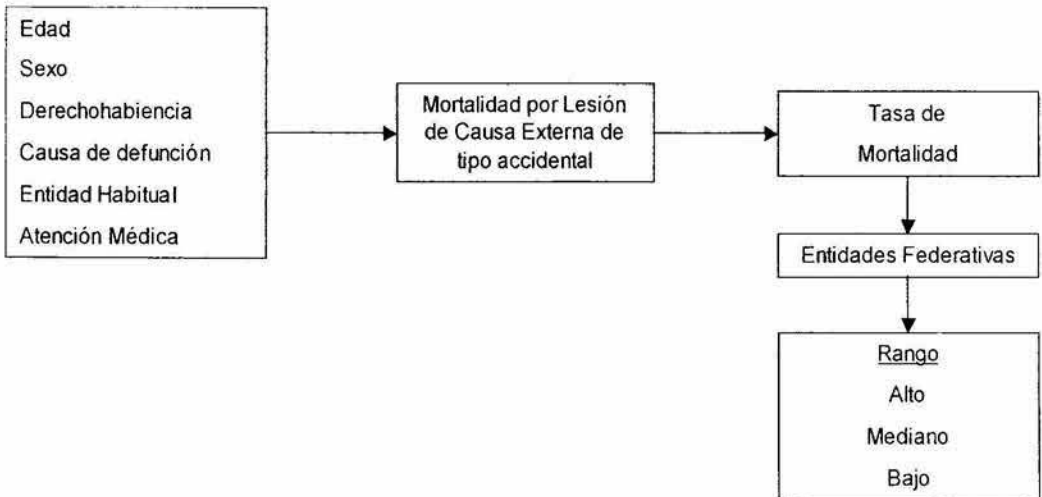 Edad
Sexo
Derechohabiencia
Causa de defunción
Entidad Habitual
Atención Médica
Mortalidad por Lesión
de Causa Externa de
tipo accidental
Tasa de
Mortalidad
Entidades Federativas
Rango
Alto
Mediano
Bajo